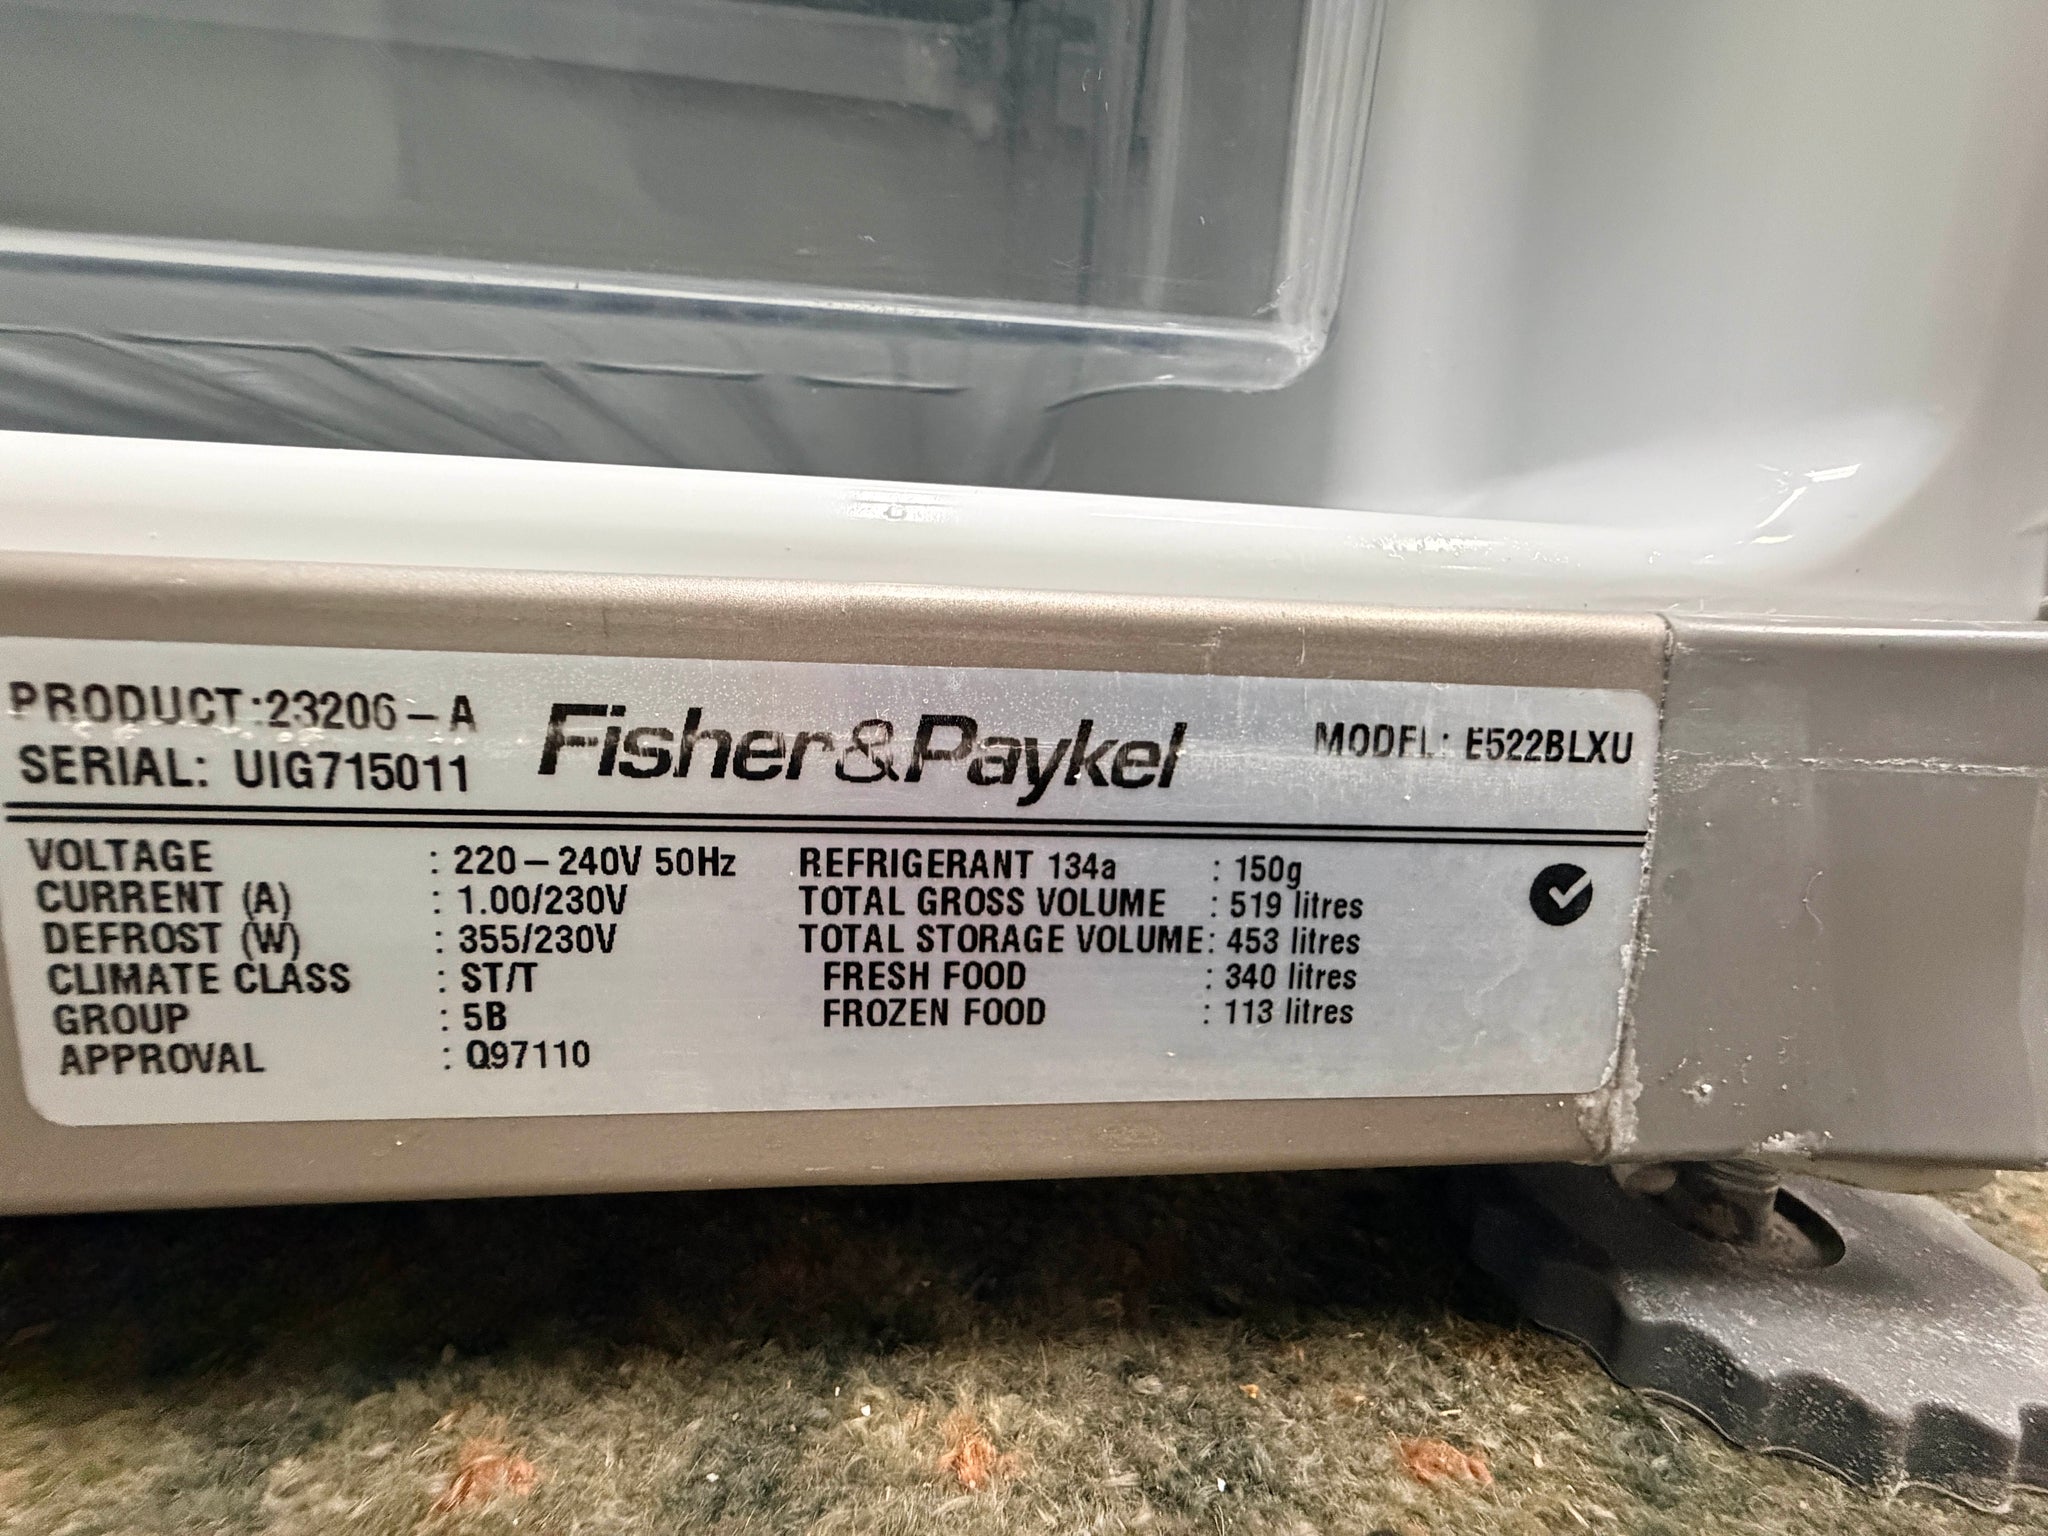 PRODUCT:23206-A
SERIAL: UIG715011
Fisher&Paykel
MODEL: E522BLXU
VOLTAGE : 220-240V 50Hz
CURRENT (A) : 1.00/230V
DEFROST (W) : 355/230V
CLIMATE CLASS : ST/T
GROUP : 5B
APPROVAL : Q97110
REFRIGERANT 134a : 150g
TOTAL GROSS VOLUME : 519 litres
TOTAL STORAGE VOLUME: 453 litres
FRESH FOOD : 340 litres
FROZEN FOOD : 113 litres